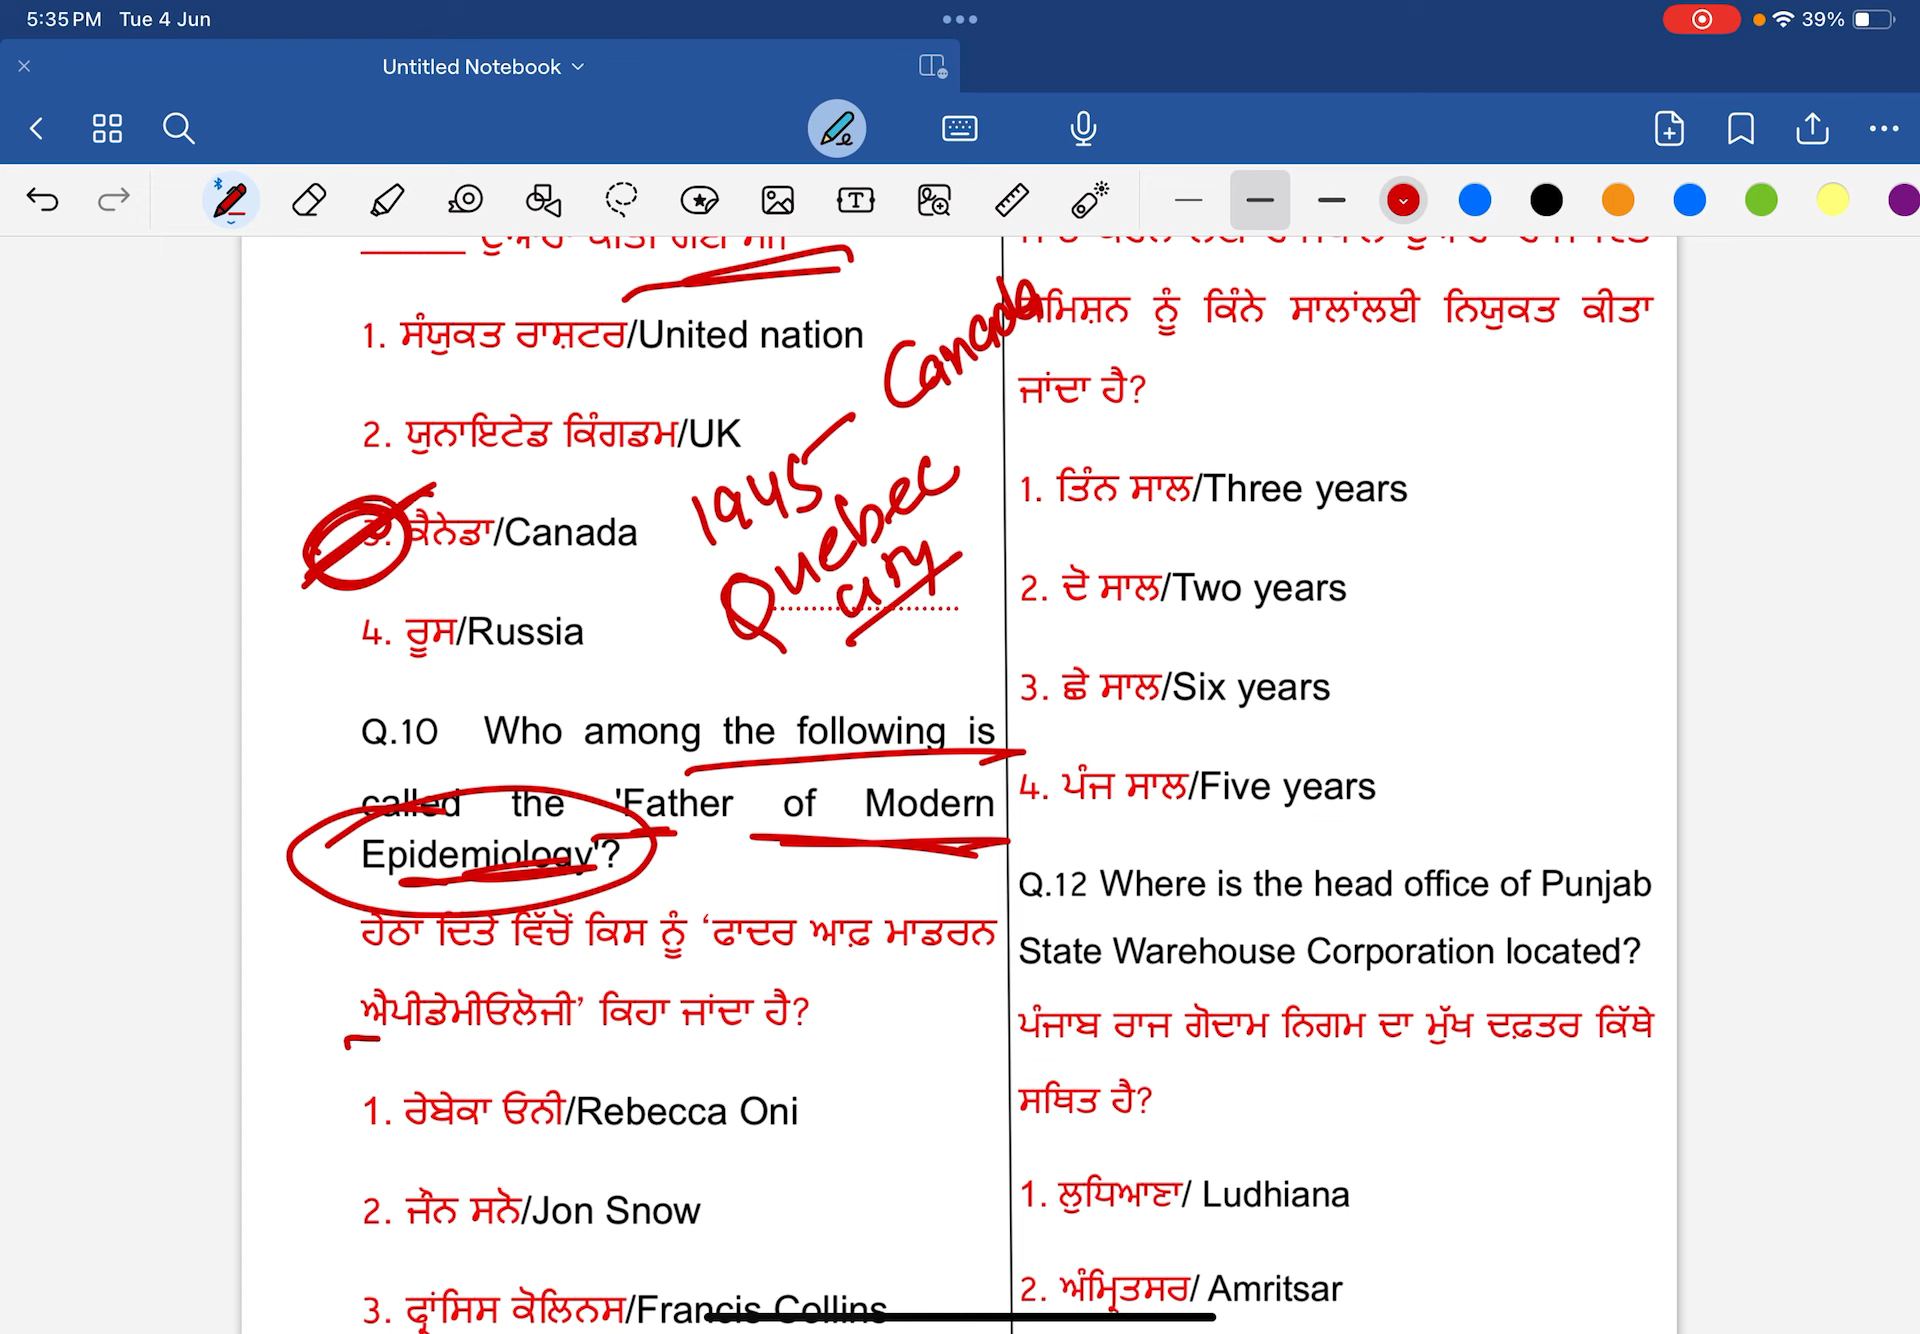 5:35 PM Tue 4 Jun
39%
Untitled Notebook
_____ ਦੁਆਰਾ ਕੀਤੀ ਗਈ ਸੀ।
1. ਸੰਯੁਕਤ ਰਾਸ਼ਟਰ/United nation
2. ਯੁਨਾਇਟੇਡ ਕਿੰਗਡਮ/UK
3. ਕੈਨੇਡਾ/Canada
4. ਰੂਸ/Russia
Canada
1945
Quebec
city
Q.10 Who among the following is
called the 'Father of Modern
Epidemiology'?
ਹੇਠਾ ਦਿਤੇ ਵਿੱਚੋਂ ਕਿਸ ਨੂੰ ‘ਫਾਦਰ ਆਫ਼ ਮਾਡਰਨ
ਐਪੀਡੇਮੀਓਲੋਜੀ’ ਕਿਹਾ ਜਾਂਦਾ ਹੈ?
1. ਰੇਬੇਕਾ ਓਨੀ/Rebecca Oni
2. ਜੌਨ ਸਨੋ/Jon Snow
3. ਫ੍ਰਾਂਸਿਸ ਕੋਲਿਨਸ/Francis Collins
ਨੂੰ ਕਿੰਨੇ ਸਾਲਾਂਲਈ ਨਿਯੁਕਤ ਕੀਤਾ
ਜਾਂਦਾ ਹੈ?
1. ਤਿੰਨ ਸਾਲ/Three years
2. ਦੋ ਸਾਲ/Two years
3. ਛੇ ਸਾਲ/Six years
4. ਪੰਜ ਸਾਲ/Five years
Q.12 Where is the head office of Punjab
State Warehouse Corporation located?
ਪੰਜਾਬ ਰਾਜ ਗੋਦਾਮ ਨਿਗਮ ਦਾ ਮੁੱਖ ਦਫ਼ਤਰ ਕਿੱਥੇ
ਸਥਿਤ ਹੈ?
1. ਲੁਧਿਆਣਾ/ Ludhiana
2. ਅੰਮ੍ਰਿਤਸਰ/ Amritsar